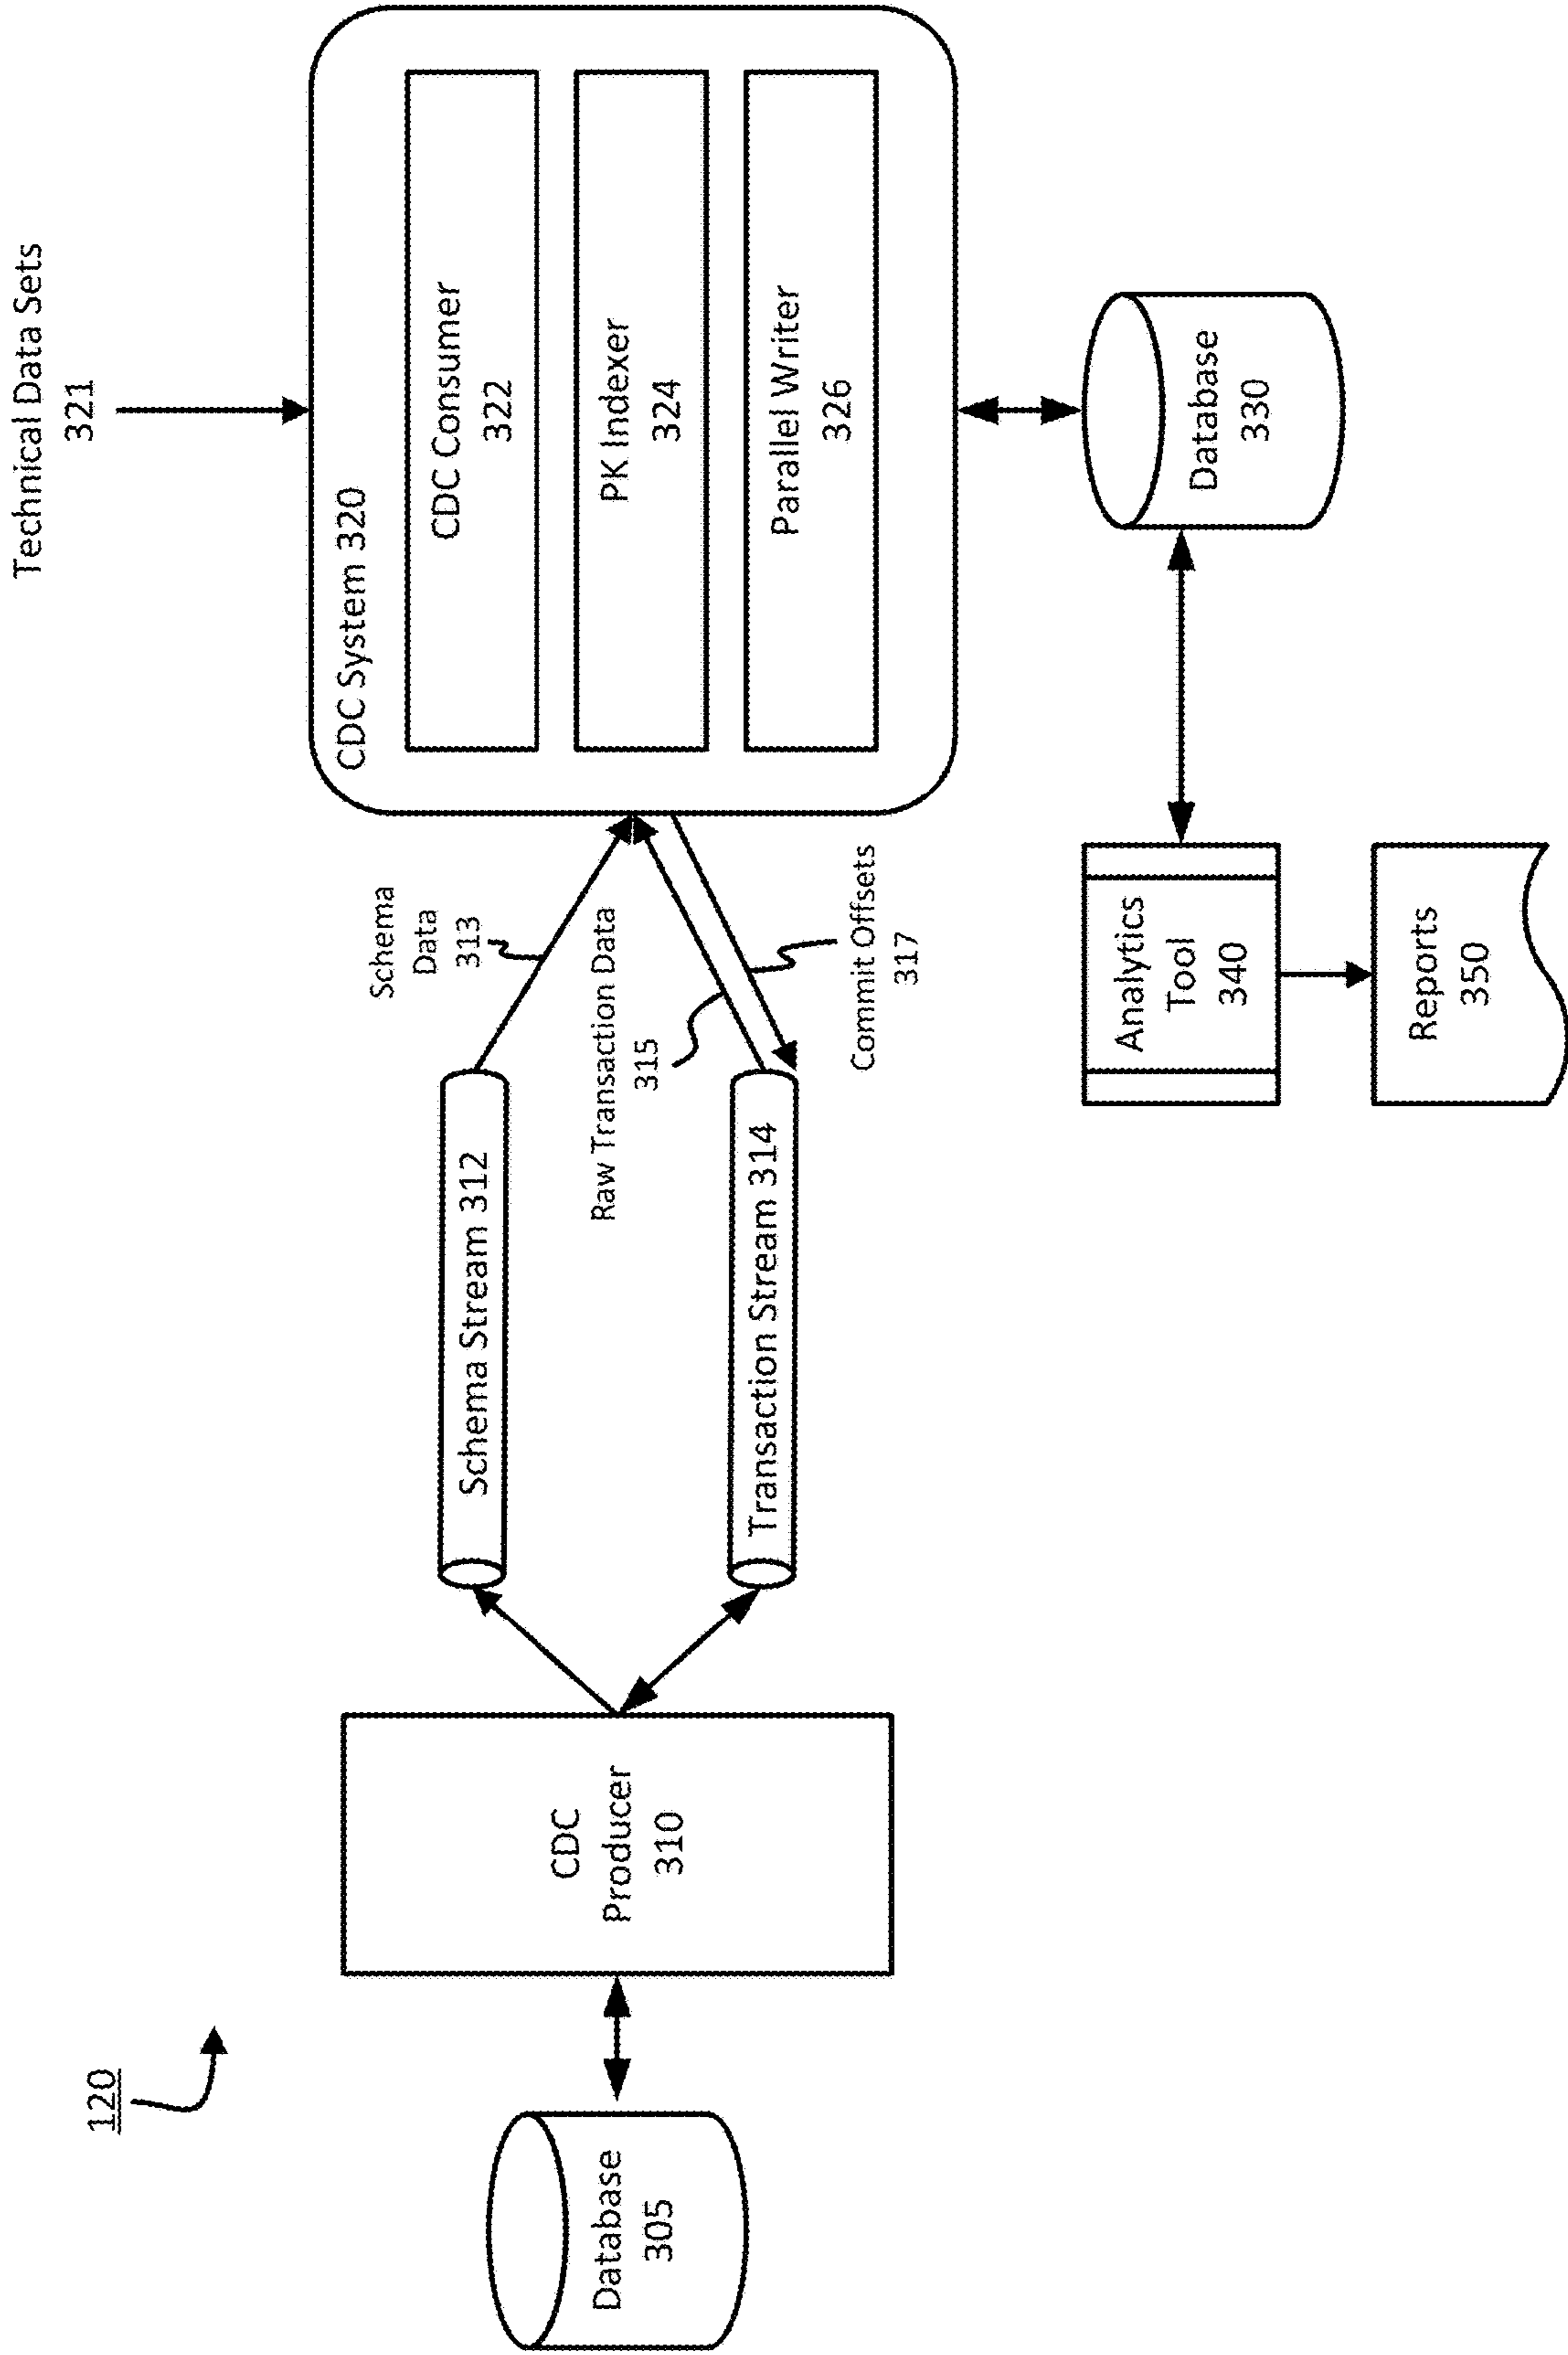 120
Database
305
CDC
Producer
310
Schema Stream 312
Transaction Stream 314
Schema
Data
313
Raw Transaction Data
315
Commit Offsets
317
Technical Data Sets
321
CDC System 320
CDC Consumer
322
PK Indexer
324
Parallel Writer
326
Database
330
Analytics
Tool
340
Reports
350